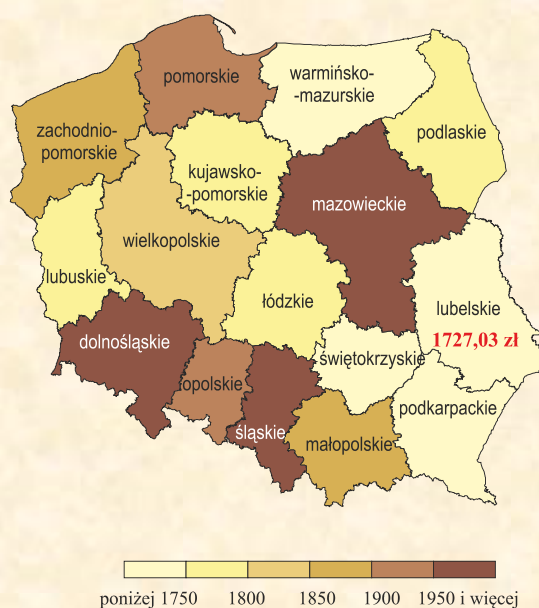 pomorskie
warmińsko-
-mazurskie
zachodnio-
pomorskie
podlaskie
kujawsko-
-pomorskie
mazowieckie
wielkopolskie
lubuskie
łódzkie
lubelskie
1727,03 zł
dolnośląskie
świętokrzyskie
opolskie
podkarpackie
śląskie
małopolskie
poniżej 1750 1800 1850 1900 1950 i więcej